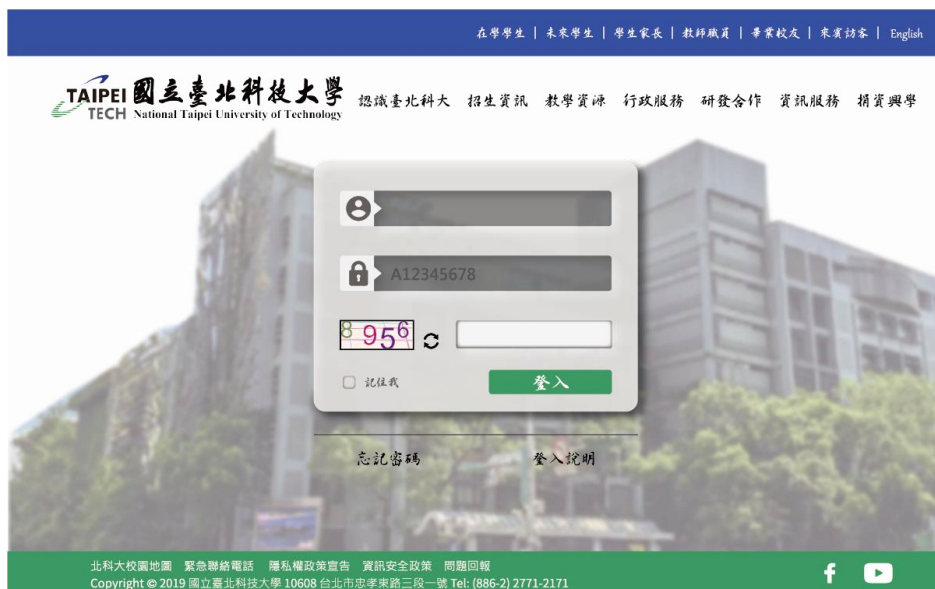 在學學生 | 未來學生 | 學生家長 | 教師職員 | 畢業校友 | 來賓訪客 | English
TAIPEI TECH
國立臺北科技大學
National Taipei University of Technology
認識臺北科大 招生資訊 教學資源 行政服務 研發合作 資訊服務 捐資興學
A12345678
8956
記住我
登入
忘記密碼 登入說明
北科大校園地圖 緊急聯絡電話 隱私權政策宣告 資訊安全政策 問題回報
Copyright © 2019 國立臺北科技大學 10608 台北市忠孝東路三段一號 Tel: (886-2) 2771-2171